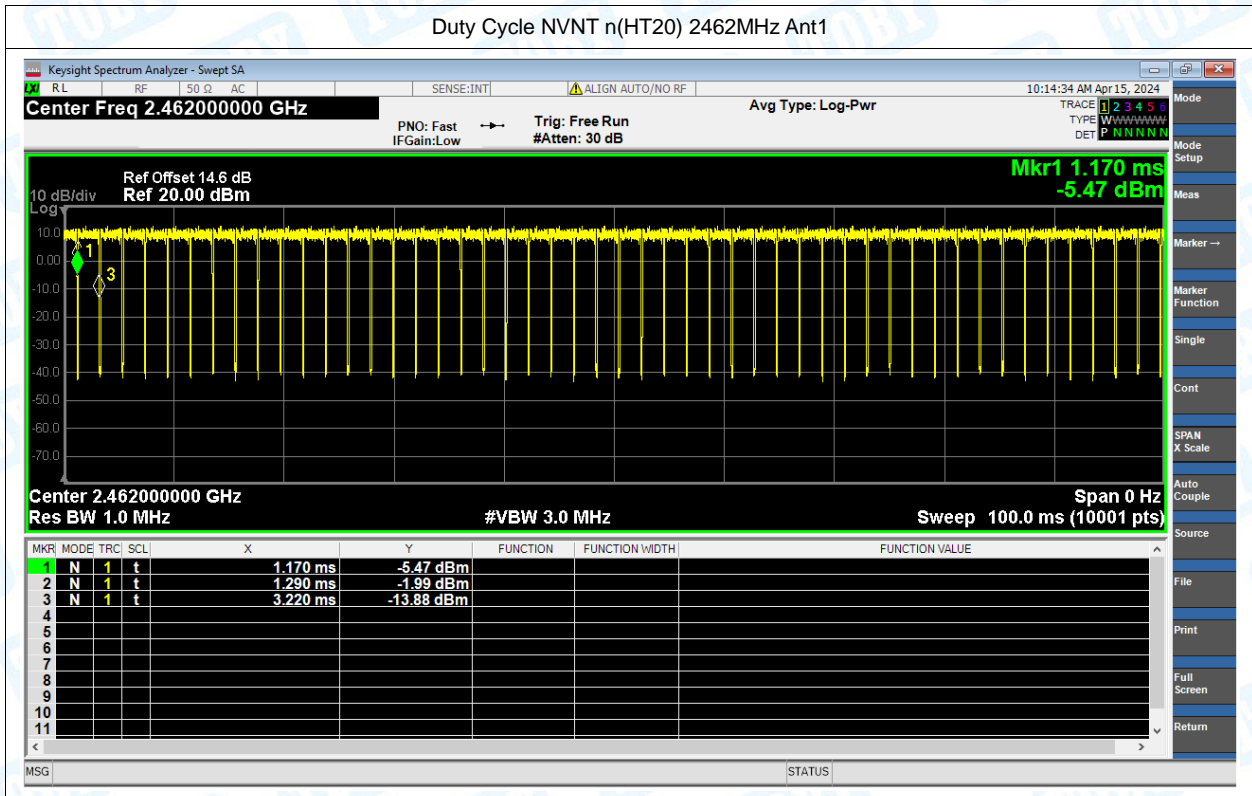 Duty Cycle NVNT n(HT20) 2462MHz Ant1
Keysight Spectrum Analyzer - Swept SA
LXI RL RF 50 Ω AC SENSE:INT ALIGN AUTO/NO RF 10:14:34 AM Apr 15, 2024
Center Freq 2.462000000 GHz
Avg Type: Log-Pwr
TRACE 1 2 3 4 5 6
TYPE WWWWWWW
DET P N N N N N
PNO: Fast
IFGain:Low
Trig: Free Run
#Atten: 30 dB
Mkr1 1.170 ms
-5.47 dBm
Ref Offset 14.6 dB
10 dB/div Ref 20.00 dBm
Log
10.0
0.00
-10.0
-20.0
-30.0
-40.0
-50.0
-60.0
-70.0
1
3
Center 2.462000000 GHz Span 0 Hz
Res BW 1.0 MHz #VBW 3.0 MHz Sweep 100.0 ms (10001 pts)
MKR MODE TRC SCL X Y FUNCTION FUNCTION WIDTH FUNCTION VALUE
1 N 1 t 1.170 ms -5.47 dBm
2 N 1 t 1.290 ms -1.99 dBm
3 N 1 t 3.220 ms -13.88 dBm
4
5
6
7
8
9
10
11
MSG STATUS
Mode
Mode
Setup
Meas
Marker →
Marker
Function
Single
Cont
SPAN
X Scale
Auto
Couple
Source
File
Print
Full
Screen
Return
TOBY